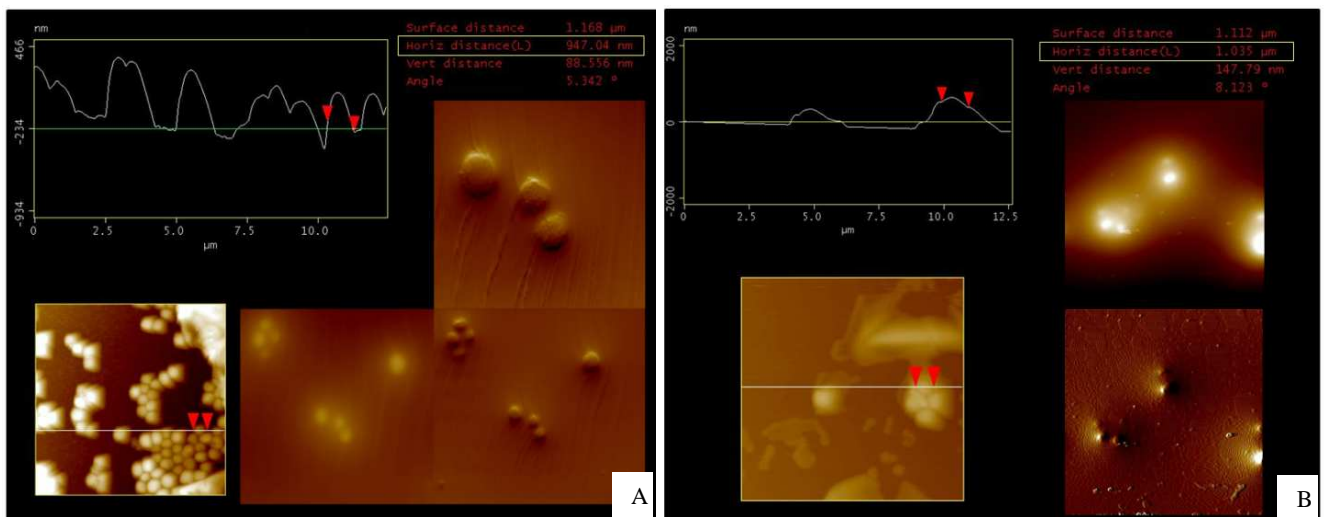 nm
466
-234
-934
0 2.5 5.0 7.5 10.0
µm
Surface distance 1.168 µm
Horiz distance(L) 947.04 nm
Vert distance 88.556 nm
Angle 5.342 °
A
nm
2000
0
-2000
0 5.0 7.5 10.0 12.5
µm
Surface distance 1.112 µm
Horiz distance(L) 1.035 µm
Vert distance 147.79 nm
Angle 8.123 °
B